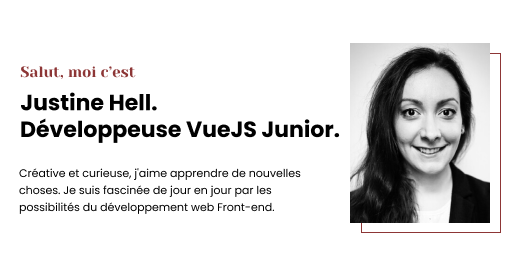 Salut, moi c'est
Justine Hell.
Développeuse VueJS Junior.
Créative et curieuse, j'aime apprendre de nouvelles
choses. Je suis fascinée de jour en jour par les
possibilités du développement web Front-end.